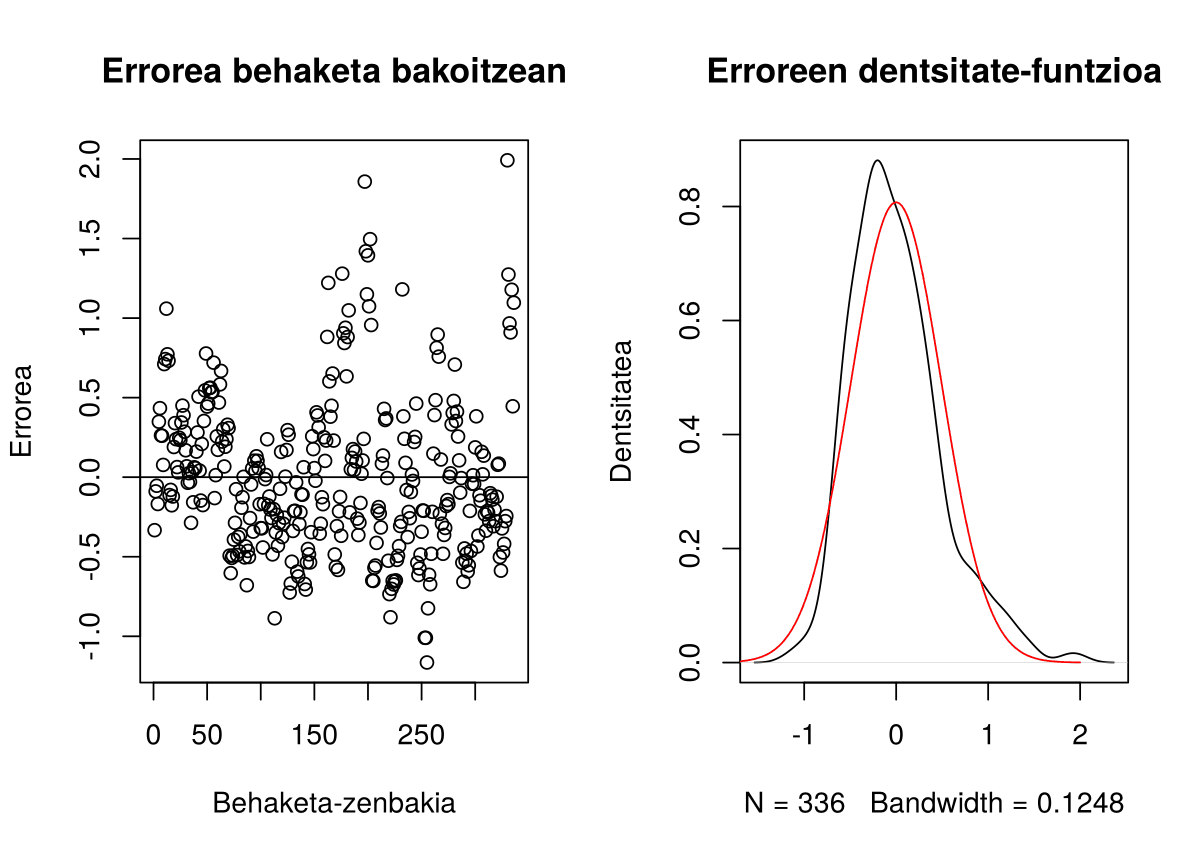 Errorea behaketa bakoitzean
Errorea
2.0
1.5
1.0
0.5
0.0
-0.5
-1.0
0 50 150 250
Behaketa-zenbakia
Erroreen dentsitate-funtzioa
Dentsitatea
0.8
0.6
0.4
0.2
0.0
-1 0 1 2
N = 336 Bandwidth = 0.1248